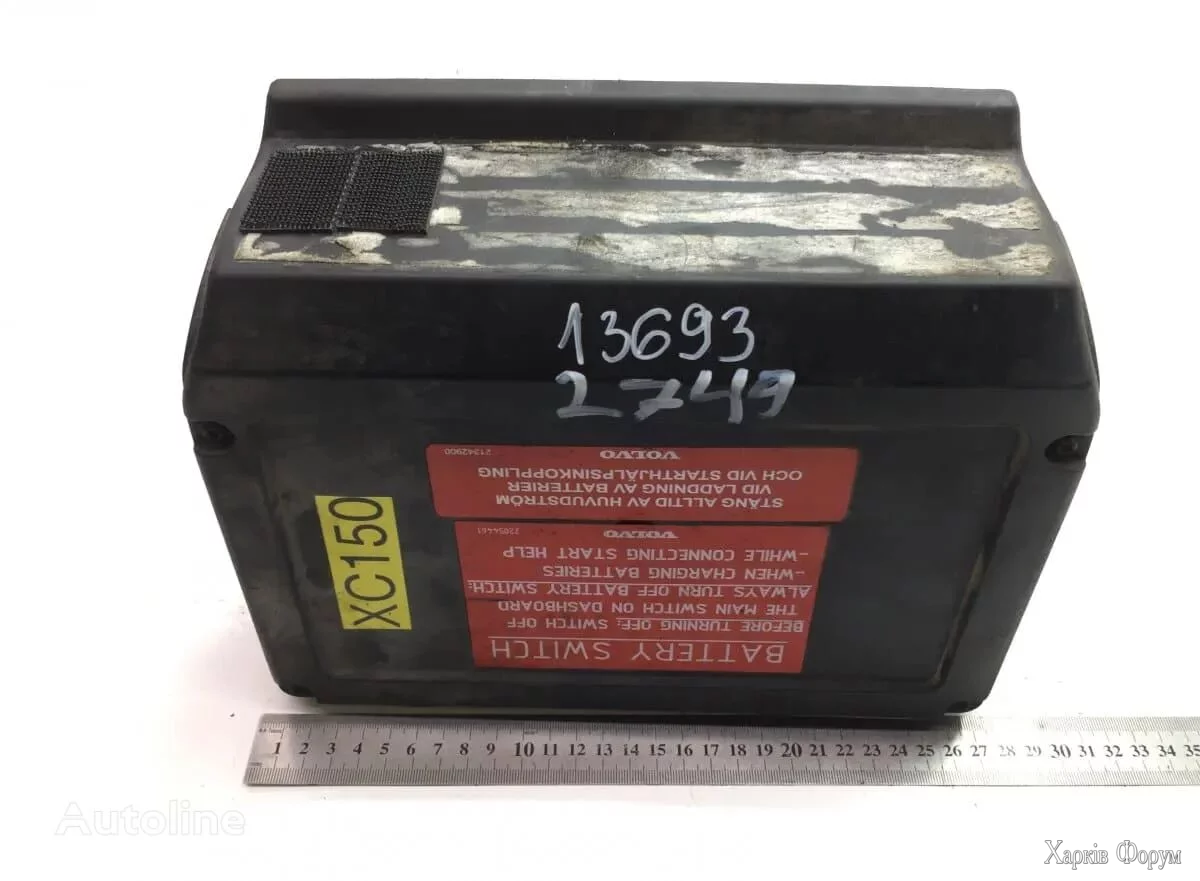 13693
2749
XC150
STÄNG ALLTID AV HUVUDSTRÖM
VID LADDNING AV BATTERIER
OCH VID STARTHJÄLPSINKOPPLING
VOLVO
21342900
BATTERY SWITCH
BEFORE TURNING OFF: SWITCH OFF
THE MAIN SWITCH ON DASHBOARD
ALWAYS TURN OFF BATTERY SWITCH:
-WHEN CHARGING BATTERIES
-WHILE CONNECTING START HELP
VOLVO
22054461
1 2 3 4 5 6 7 8 9 10 11 12 13 14 15 16 17 18 19 20 21 22 23 24 25 26 27 28 29 30 31 32 33 34 35
Autoline
Харків Форум